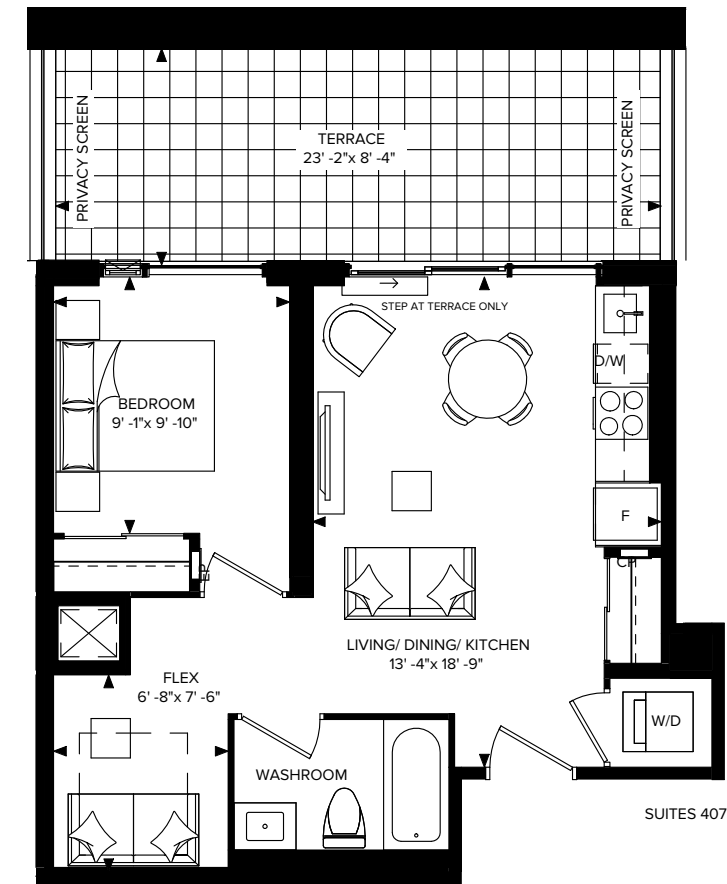 PRIVACY SCREEN
TERRACE
23' -2"x 8' -4"
PRIVACY SCREEN
STEP AT TERRACE ONLY
D/W
BEDROOM
9' -1"x 9' -10"
F
LIVING/ DINING/ KITCHEN
13' -4"x 18' -9"
FLEX
6' -8"x 7' -6"
W/D
WASHROOM
SUITES 407